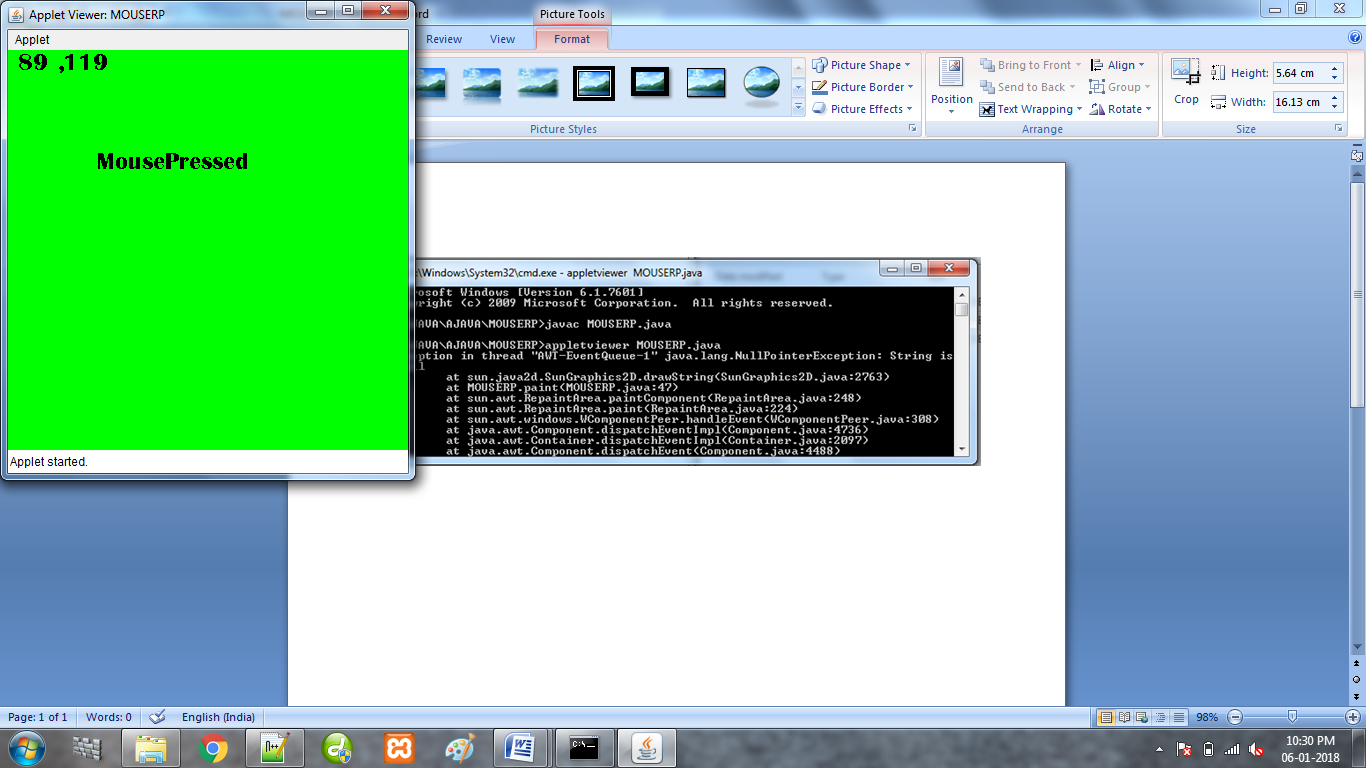 Applet Viewer: MOUSERP
Applet
89 ,119
MousePressed
Applet started.
rd
Picture Tools
Review View Format
Picture Shape
Picture Border
Picture Effects
Picture Styles
Position
Bring to Front
Send to Back
Text Wrapping
Align
Group
Rotate
Arrange
Crop
Height: 5.64 cm
Width: 16.13 cm
Size
:\Windows\System32\cmd.exe - appletviewer MOUSERP.java
rosoft Windows [Version 6.1.7601]
right (c) 2009 Microsoft Corporation. All rights reserved.
JAVA\AJAVA\MOUSERP>javac MOUSERP.java
JAVA\AJAVA\MOUSERP>appletviewer MOUSERP.java
ption in thread "AWT-EventQueue-1" java.lang.NullPointerException: String is
ll
at sun.java2d.SunGraphics2D.drawString(SunGraphics2D.java:2763)
at MOUSERP.paint(MOUSERP.java:47)
at sun.awt.RepaintArea.paintComponent(RepaintArea.java:248)
at sun.awt.RepaintArea.paint(RepaintArea.java:224)
at sun.awt.windows.WComponentPeer.handleEvent(WComponentPeer.java:308)
at java.awt.Component.dispatchEventImpl(Component.java:4736)
at java.awt.Container.dispatchEventImpl(Container.java:2097)
at java.awt.Component.dispatchEvent(Component.java:4488)
Page: 1 of 1 Words: 0 English (India) 98%
10:30 PM
06-01-2018